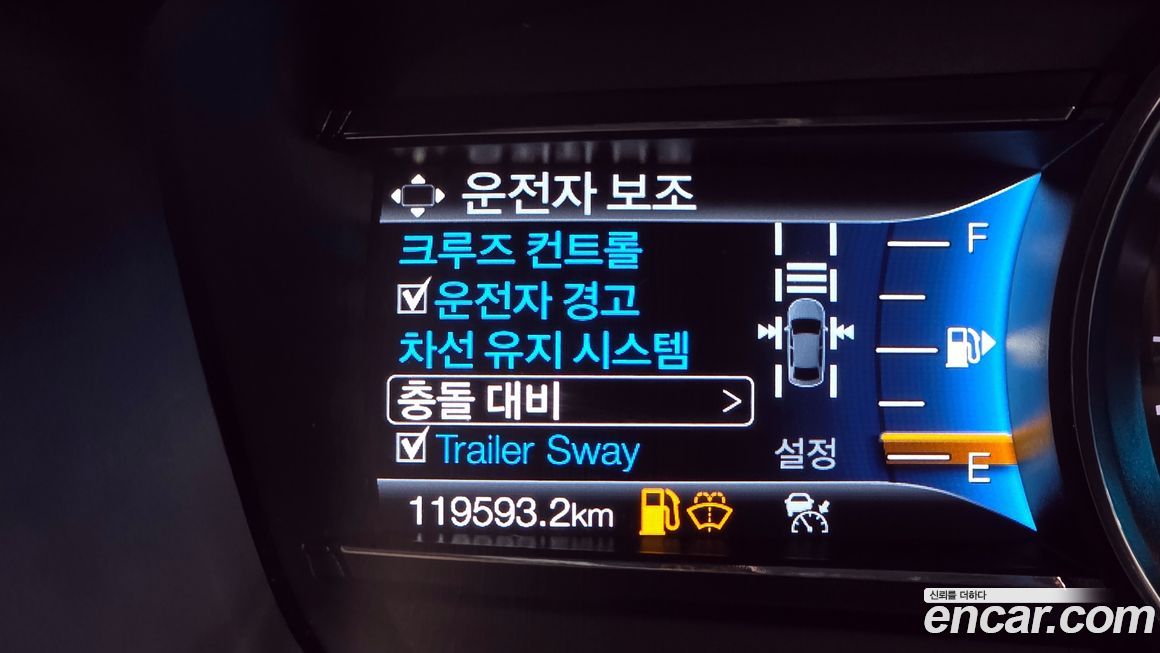 운전자 보조
크루즈 컨트롤
운전자 경고
차선 유지 시스템
충돌 대비 >
Trailer Sway
설정
F
E
119593.2km
신뢰를 더하다
encar.com